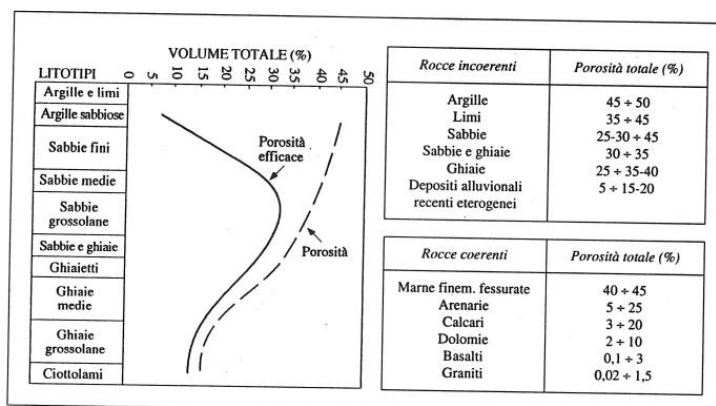 VOLUME TOTALE (%)
LITOTIPI
0 5 10 15 20 25 30 35 40 45 50
Argille e limi
Argille sabbiose
Sabbie fini
Sabbie medie
Sabbie
grossolane
Sabbie e ghiaie
Ghiaietti
Ghiaie
medie
Ghiaie
grossolane
Ciottolami
Porosità
efficace
Porosità
Rocce incoerenti Porosità totale (%)
Argille 45 ÷ 50
Limi 35 ÷ 45
Sabbie 25-30 ÷ 45
Sabbie e ghiaie 30 ÷ 35
Ghiaie 25 ÷ 35-40
Depositi alluvionali 5 ÷ 15-20
recenti eterogenei
Rocce coerenti Porosità totale (%)
Marne finem. fessurate 40 ÷ 45
Arenarie 5 ÷ 25
Calcari 3 ÷ 20
Dolomie 2 ÷ 10
Basalti 0,1 ÷ 3
Graniti 0,02 ÷ 1,5